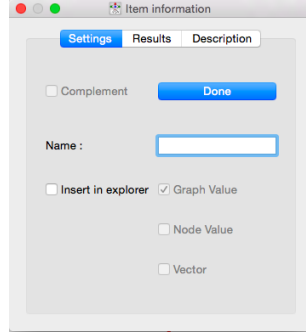 Item information
Settings Results Description
Complement Done
Name :
Insert in explorer Graph Value
Node Value
Vector